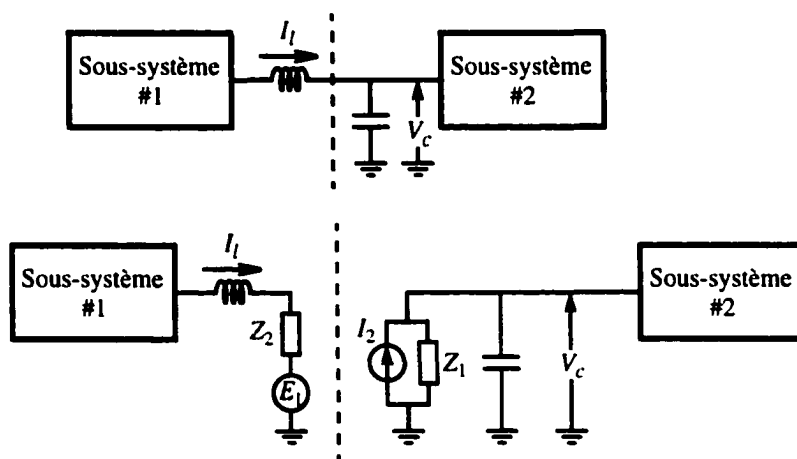 I_l
Sous-système
#1
Sous-système
#2
V_c
I_l
Sous-système
#1
Z_2
E_1
I_2
Z_1
V_c
Sous-système
#2